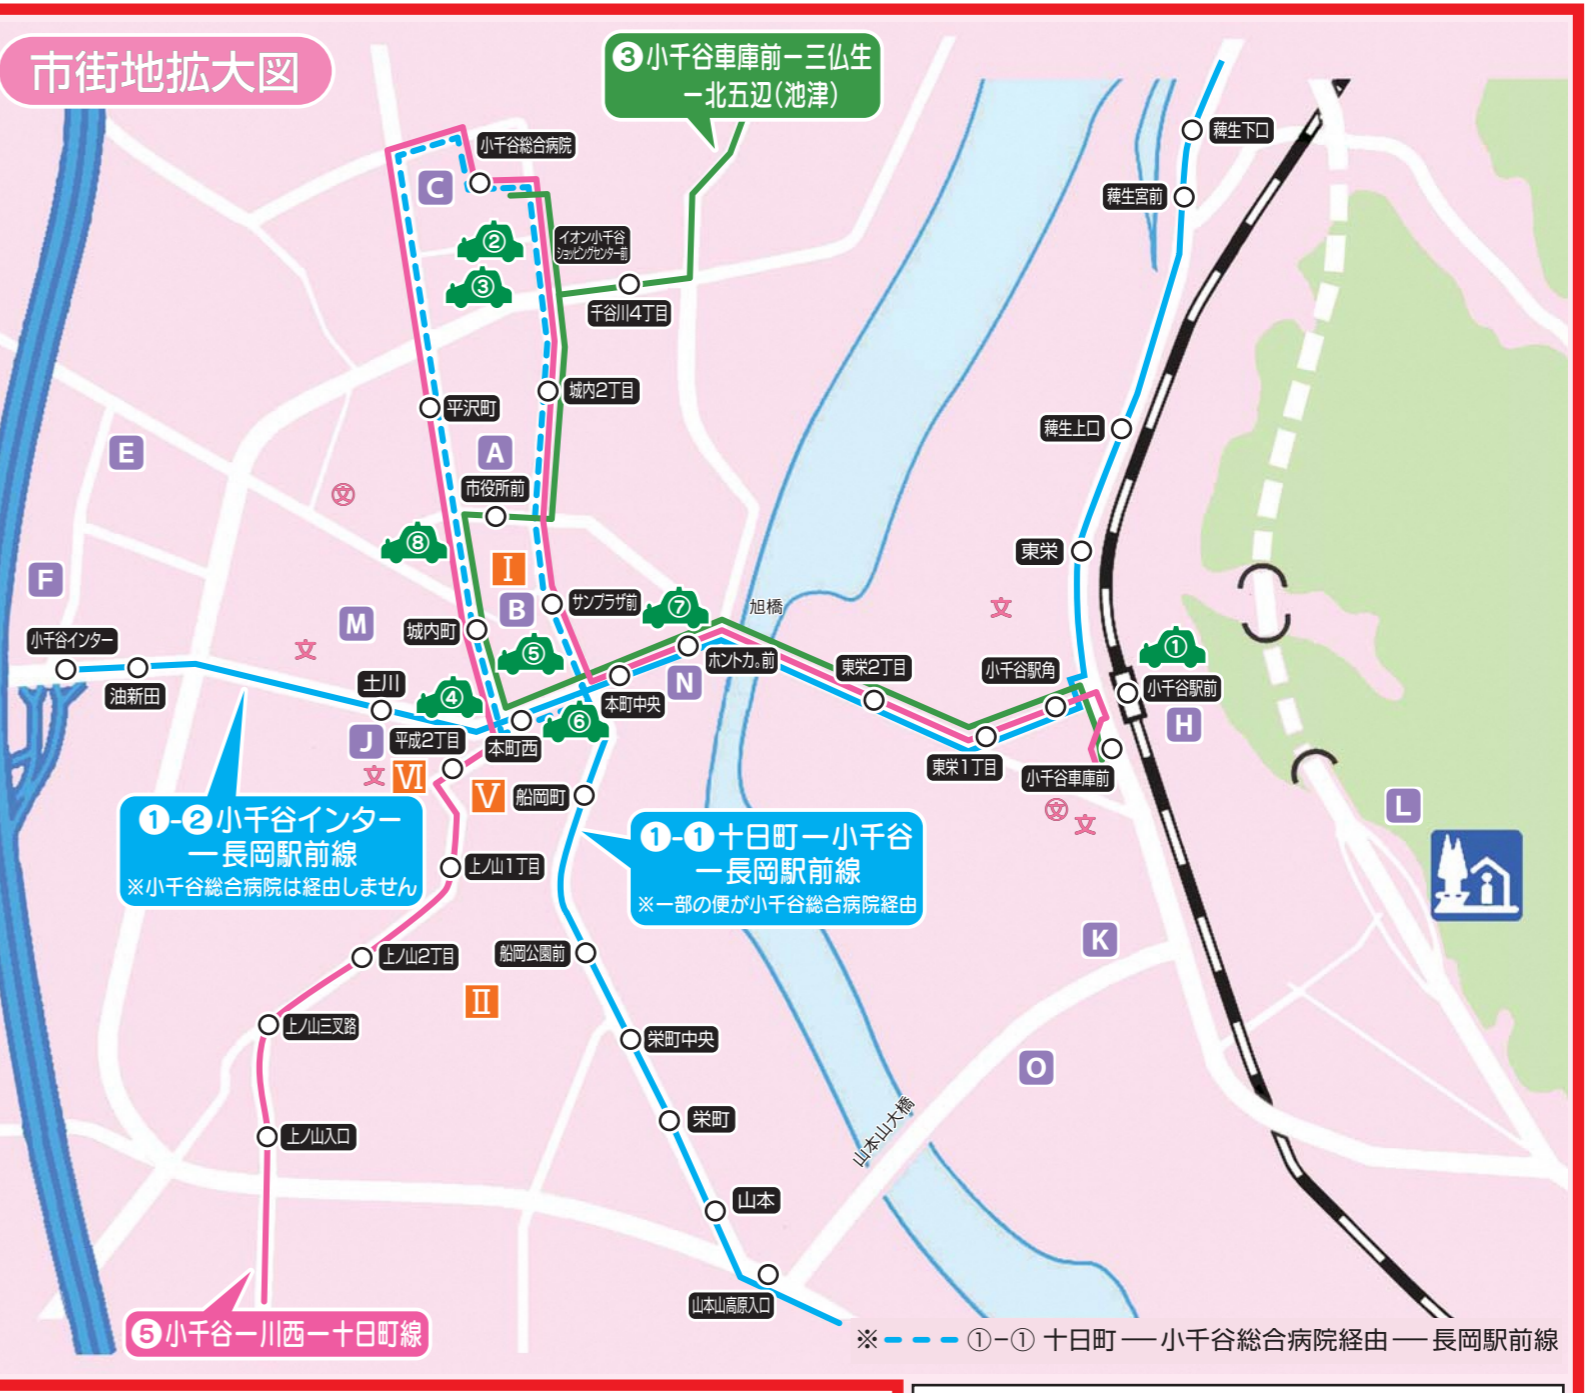 市街地拡大図
❸小千谷車庫前ー三仏生
ー北五辺(池津)
小千谷総合病院
C
②
③
イオン小千谷
ショッピングセンター前
千谷川4丁目
薭生下口
薭生宮前
平沢町
城内2丁目
薭生上口
E
A
市役所前
文
⑧
東栄
F
Ⅰ
B
サンプラザ前
⑦
旭橋
文
M
城内町
文
⑤
小千谷インター
油新田
土川
④
本町中央
N
ホントカ。前
東栄2丁目
小千谷駅角
①
小千谷駅前
H
J
平成2丁目
本町西
⑥
東栄1丁目
小千谷車庫前
文
Ⅵ
Ⅴ
船岡町
文
文
L
❶-❷小千谷インター
ー長岡駅前線
※小千谷総合病院は経由しません
❶-❶十日町ー小千谷
ー長岡駅前線
※一部の便が小千谷総合病院経由
上ノ山1丁目
上ノ山2丁目
船岡公園前
K
Ⅱ
上ノ山三叉路
栄町中央
O
栄町
上ノ山入口
山本山大橋
山本
山本山高原入口
❺小千谷ー川西ー十日町線
※ ①-① 十日町 ― 小千谷総合病院経由 ― 長岡駅前線